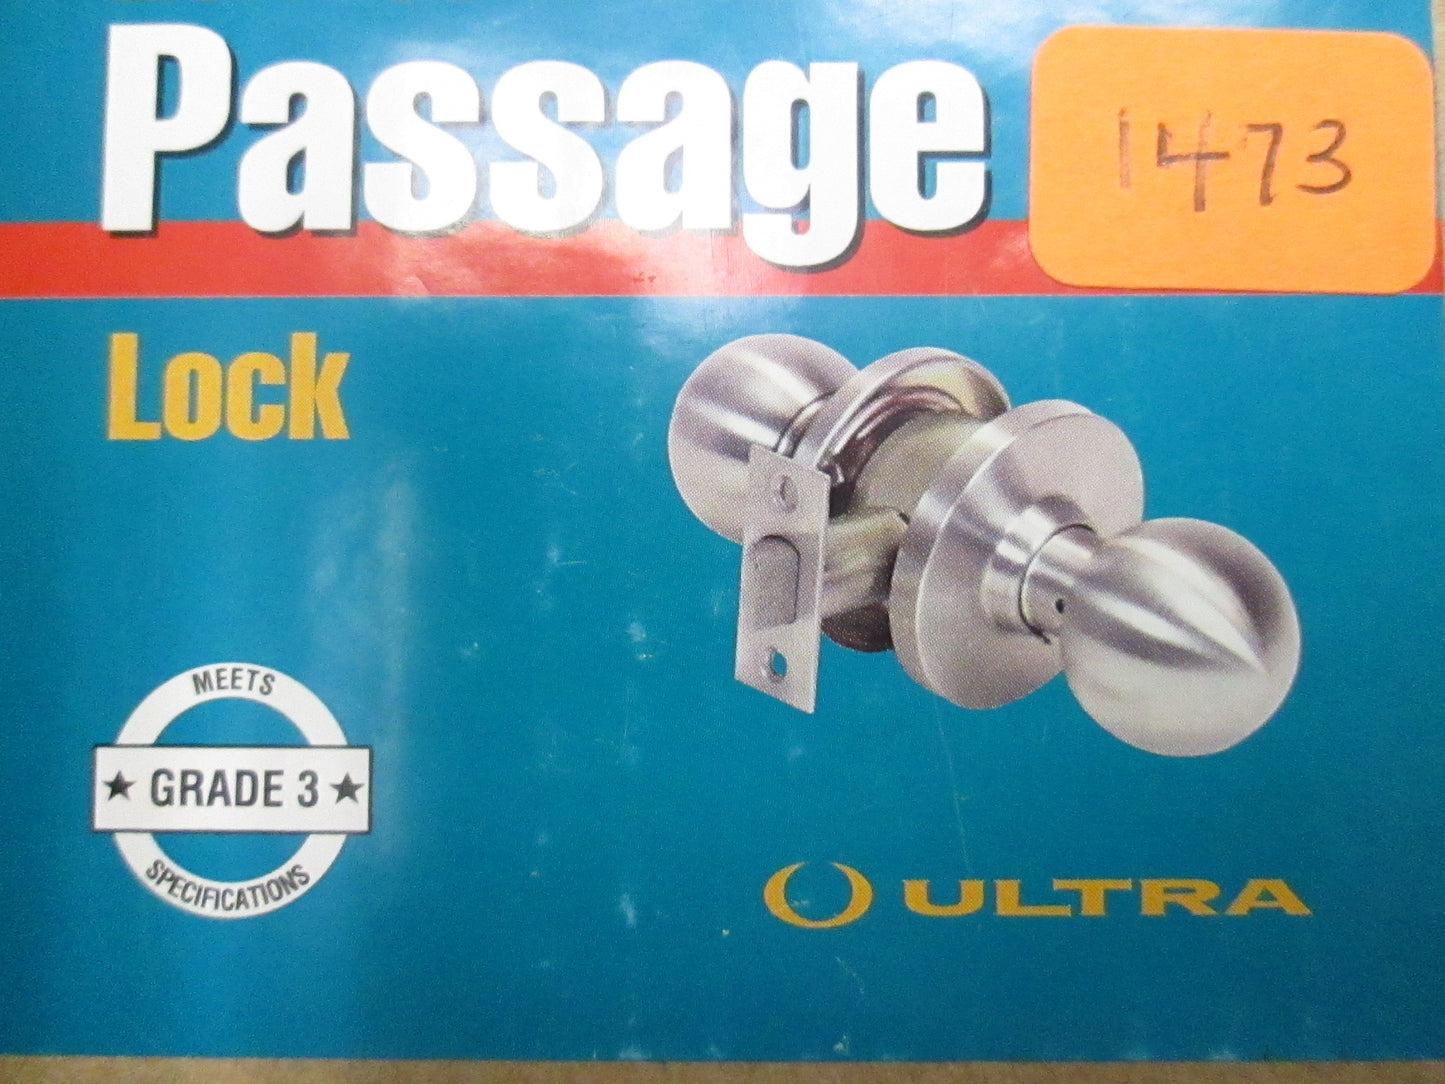 Passage
1473
Lock
MEETS
★ GRADE 3 ★
SPECIFICATIONS
ULTRA